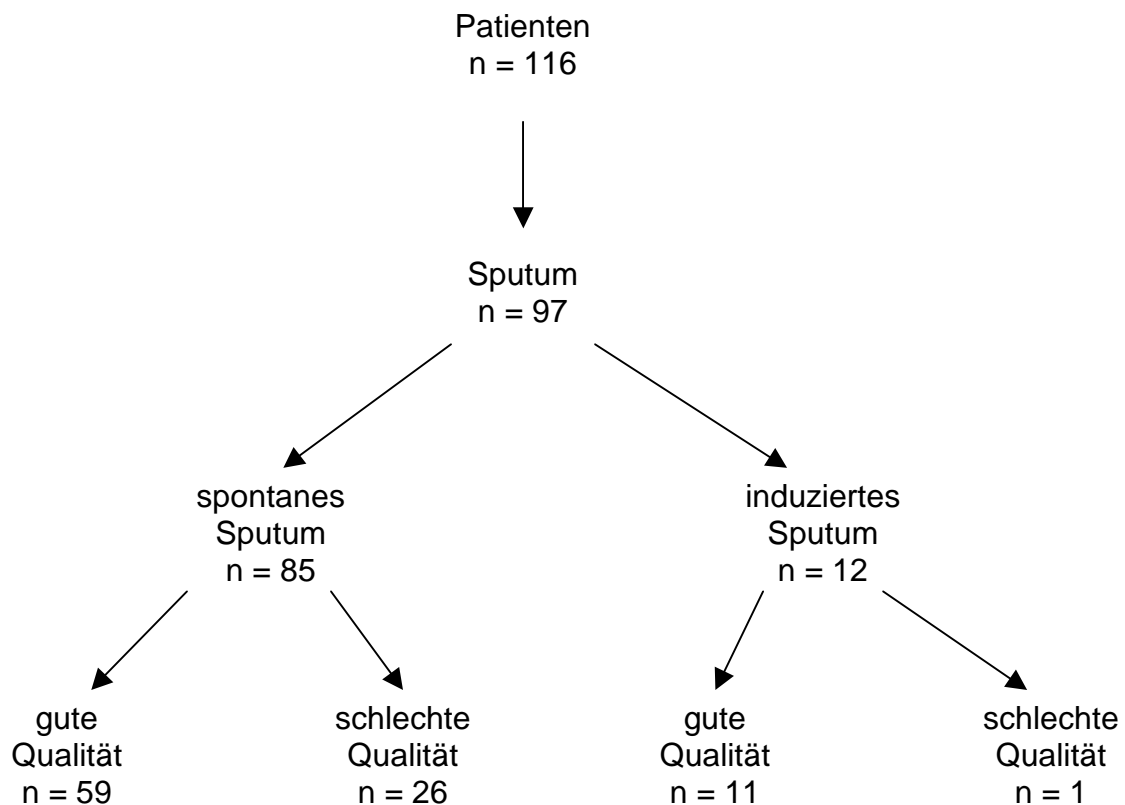 Patienten
n = 116
Sputum
n = 97
spontanes
Sputum
n = 85
induziertes
Sputum
n = 12
gute
Qualität
n = 59
schlechte
Qualität
n = 26
gute
Qualität
n = 11
schlechte
Qualität
n = 1